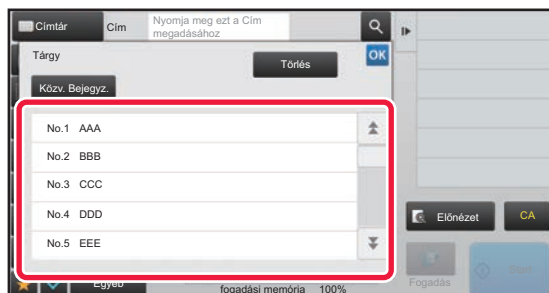 Címtár
Cím
Nyomja meg ezt a Cím
megadásához
Tárgy
Törlés
OK
Közv. Bejegyz.
No.1 AAA
No.2 BBB
No.3 CCC
No.4 DDD
No.5 EEE
Előnézet
CA
Egyéb
fogadási memória 100%
Fogadás
Start